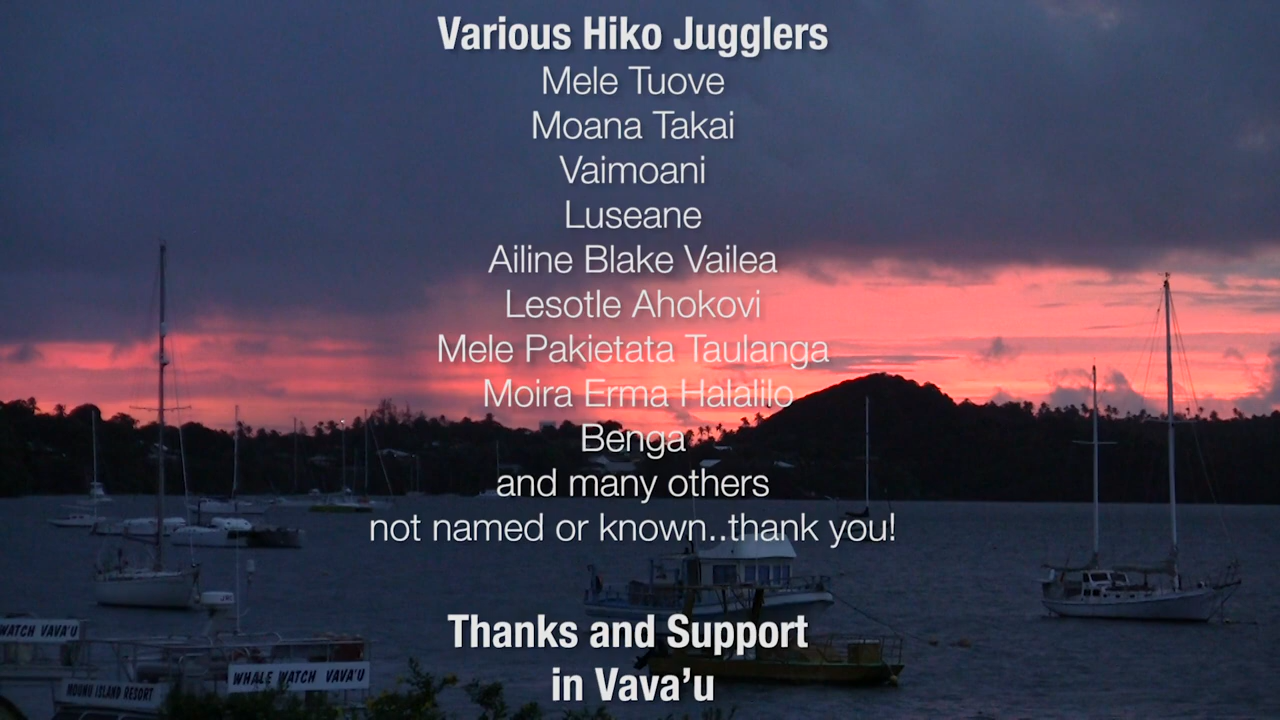 Various Hiko Jugglers
Mele Tuove
Moana Takai
Vaimoani
Luseane
Ailine Blake Vailea
Lesotle Ahokovi
Mele Pakietata Taulanga
Moira Erma Halalilo
Benga
and many others
not named or known..thank you!
Thanks and Support
in Vava'u
WATCH VAVA'U
WHALE WATCH VAVA'U
MOUNU ISLAND RESORT